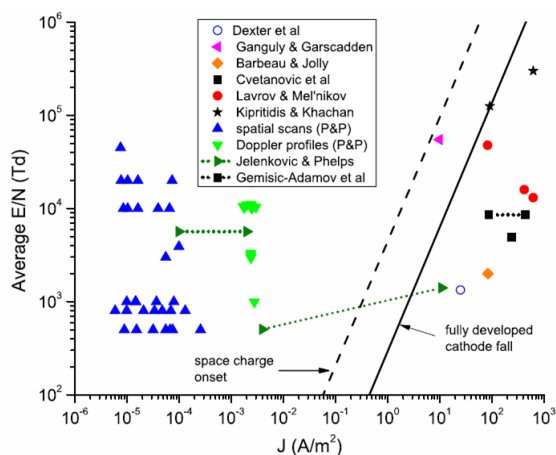 10^6
10^5
10^4
10^3
10^2
Average E/N (Td)
Dexter et al
Ganguly & Garscadden
Barbeau & Jolly
Cvetanovic et al
Lavrov & Mel'nikov
Kipritidis & Khachan
spatial scans (P&P)
Doppler profiles (P&P)
Jelenkovic & Phelps
Gemisic-Adamov et al
space charge
onset
fully developed
cathode fall
10^-6 10^-5 10^-4 10^-3 10^-2 10^-1 10^0 10^1 10^2 10^3
J (A/m^2)